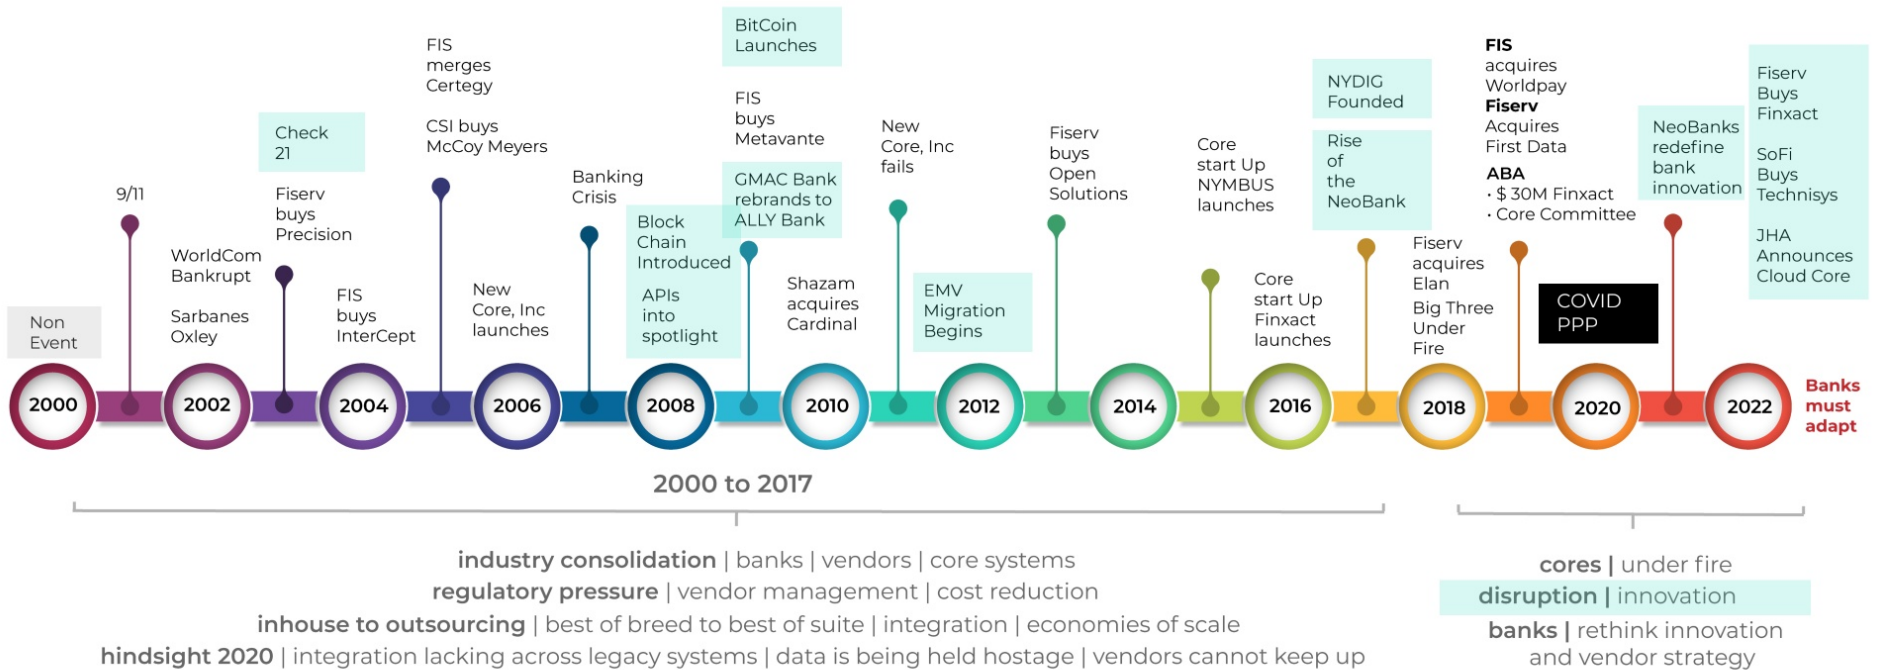 Non
Event
2000
9/11
WorldCom
Bankrupt
Sarbanes
Oxley
2002
Check
21
Fiserv
buys
Precision
FIS
buys
InterCept
2004
FIS
merges
Certegy
CSI buys
McCoy Meyers
New
Core, Inc
launches
2006
Banking
Crisis
Block
Chain
Introduced
APIs
into
spotlight
2008
BitCoin
Launches
FIS
buys
Metavante
GMAC Bank
rebrands to
ALLY Bank
Shazam
acquires
Cardinal
2010
New
Core, Inc
fails
EMV
Migration
Begins
2012
Fiserv
buys
Open
Solutions
2014
Core
start Up
NYMBUS
launches
Core
start Up
Finxact
launches
2016
NYDIG
Founded
Rise
of
the
NeoBank
Fiserv
acquires
Elan
Big Three
Under
Fire
2018
FIS
acquires
Worldpay
Fiserv
Acquires
First Data
ABA
· $ 30M Finxact
· Core Committee
COVID
PPP
2020
NeoBanks
redefine
bank
innovation
Fiserv
Buys
Finxact
SoFi
Buys
Technisys
JHA
Announces
Cloud Core
2022
Banks
must
adapt
2000 to 2017
industry consolidation | banks | vendors | core systems
regulatory pressure | vendor management | cost reduction
inhouse to outsourcing | best of breed to best of suite | integration | economies of scale
hindsight 2020 | integration lacking across legacy systems | data is being held hostage | vendors cannot keep up
cores | under fire
disruption | innovation
banks | rethink innovation
and vendor strategy